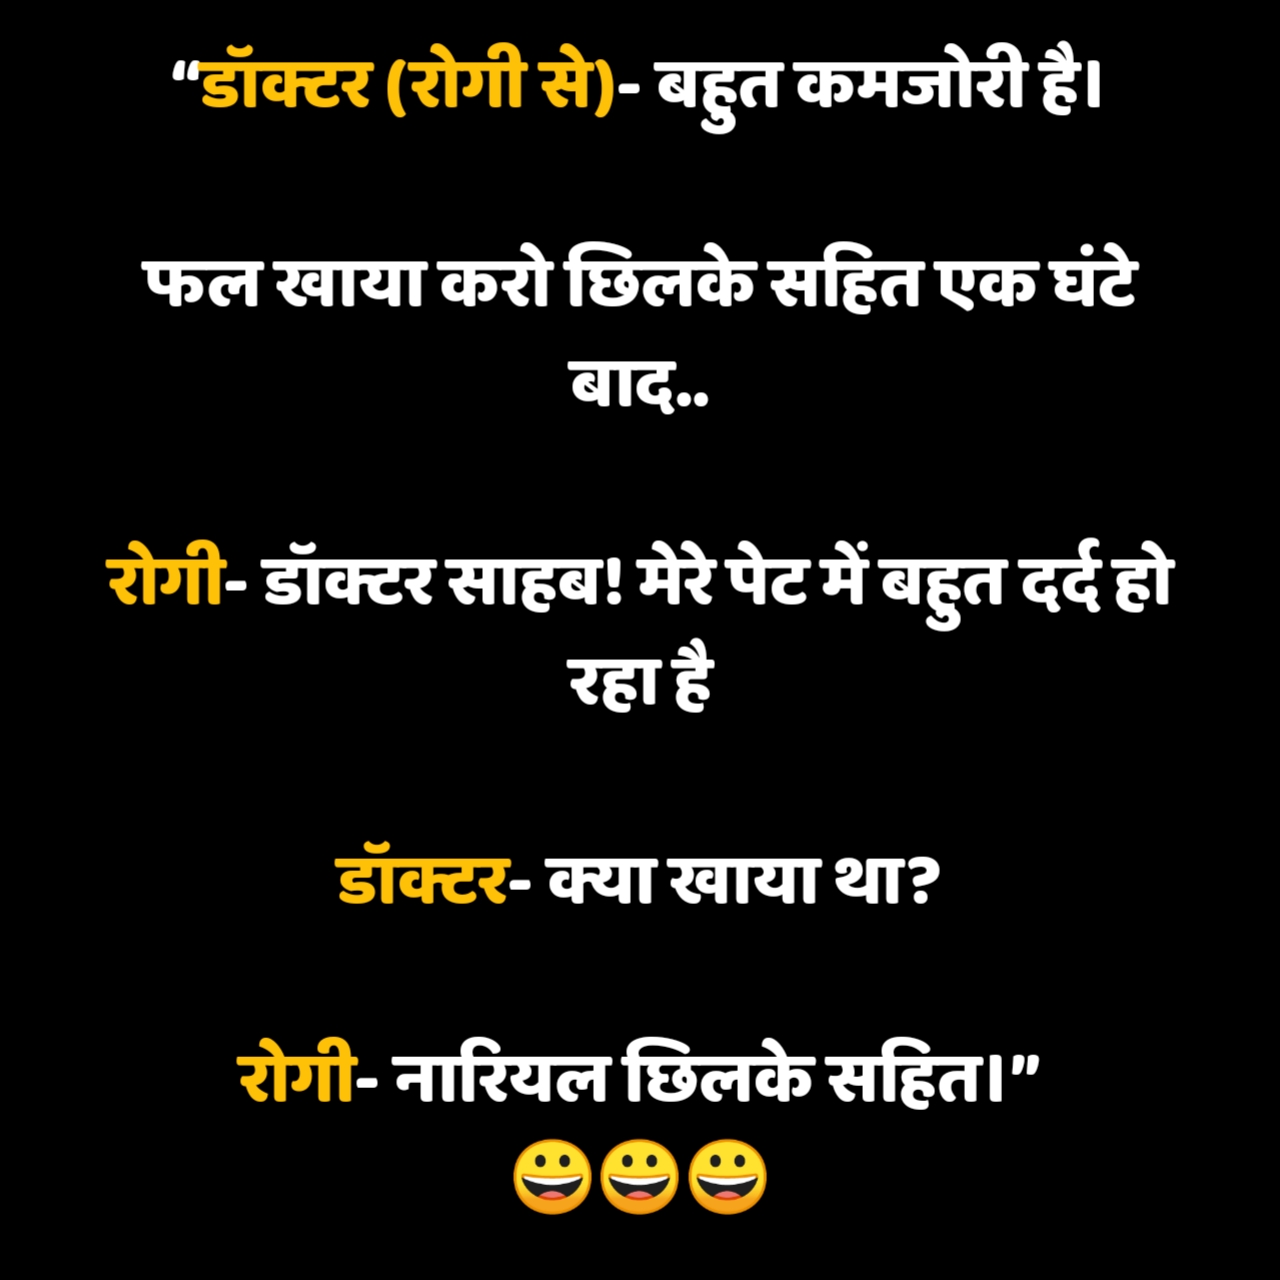 “डॉक्टर (रोगी से)- बहुत कमजोरी है।
फल खाया करो छिलके सहित एक घंटे
बाद..
रोगी- डॉक्टर साहब! मेरे पेट में बहुत दर्द हो
रहा है
डॉक्टर- क्या खाया था?
रोगी- नारियल छिलके सहित।”
😀😀😀